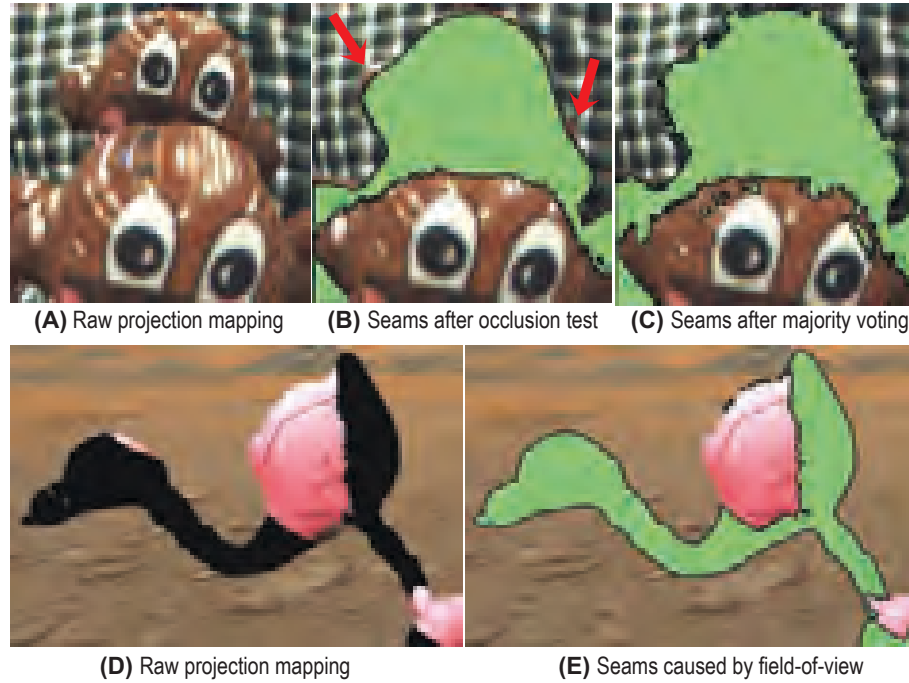 (A) Raw projection mapping
(B) Seams after occlusion test
(C) Seams after majority voting
(D) Raw projection mapping
(E) Seams caused by field-of-view